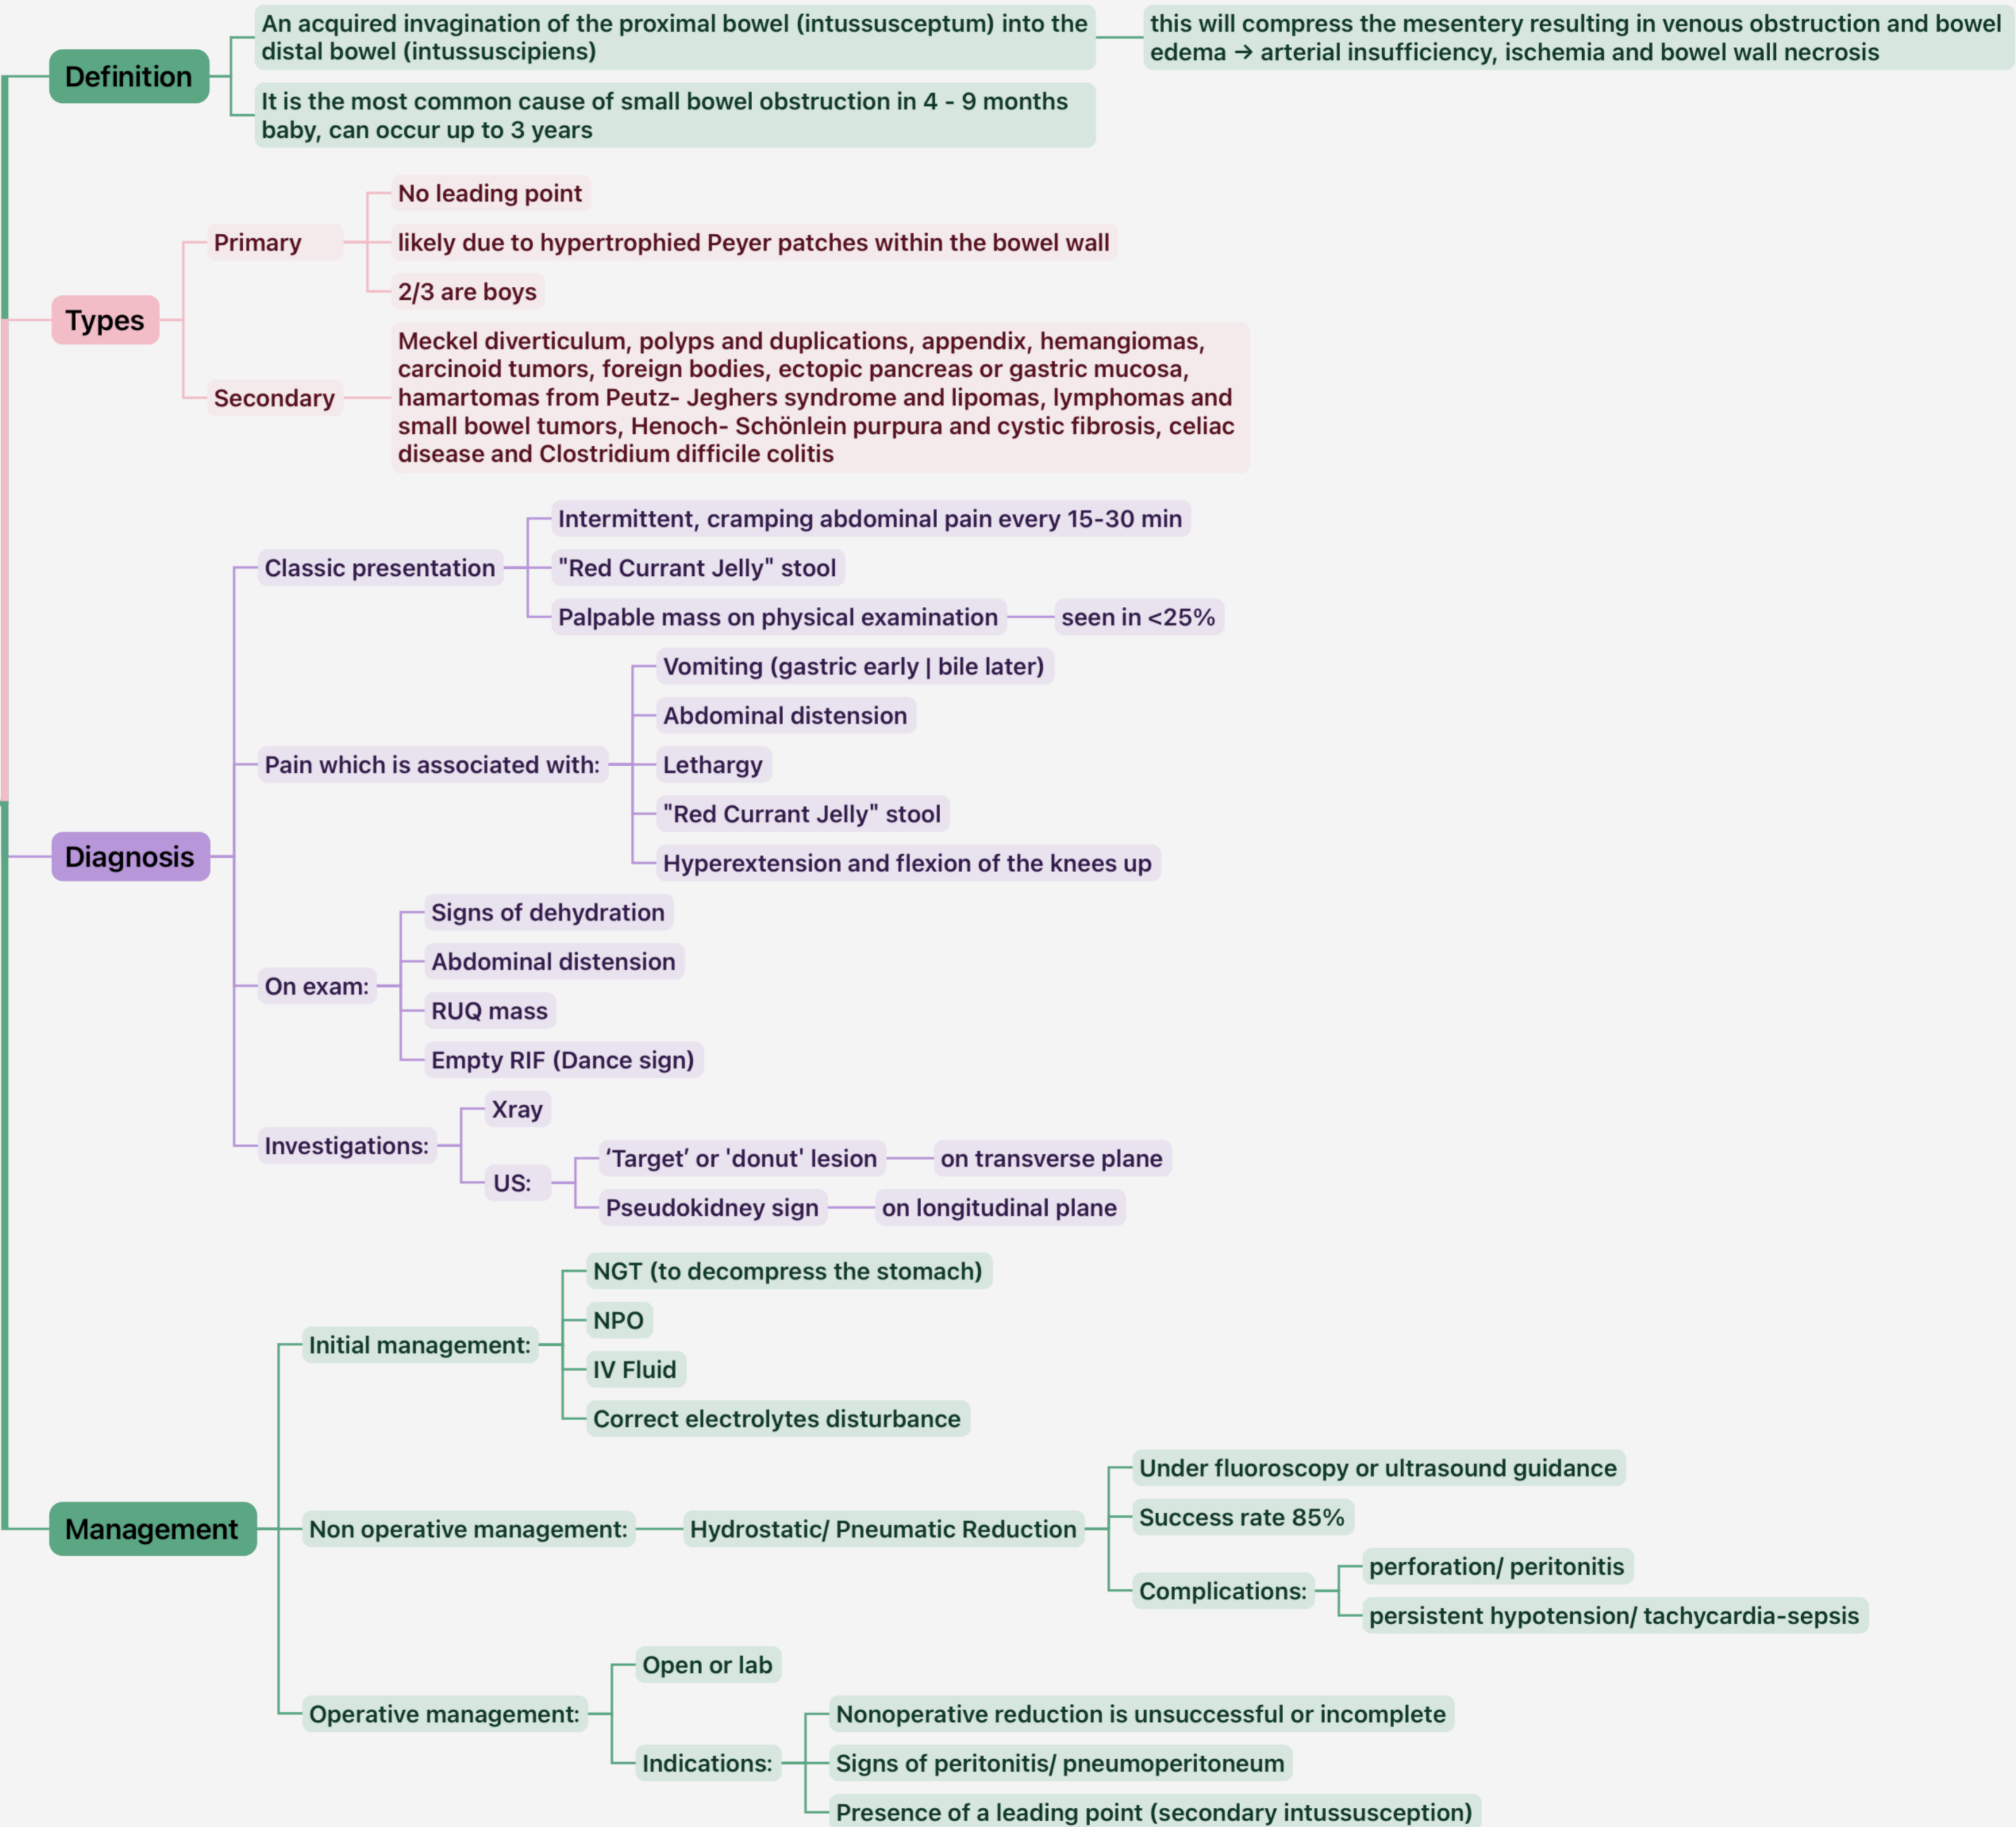 Definition
An acquired invagination of the proximal bowel (intussusceptum) into the
distal bowel (intussuscipiens)
this will compress the mesentery resulting in venous obstruction and bowel
edema → arterial insufficiency, ischemia and bowel wall necrosis
It is the most common cause of small bowel obstruction in 4 - 9 months
baby, can occur up to 3 years
Types
Primary
No leading point
likely due to hypertrophied Peyer patches within the bowel wall
2/3 are boys
Secondary
Meckel diverticulum, polyps and duplications, appendix, hemangiomas,
carcinoid tumors, foreign bodies, ectopic pancreas or gastric mucosa,
hamartomas from Peutz- Jeghers syndrome and lipomas, lymphomas and
small bowel tumors, Henoch- Schönlein purpura and cystic fibrosis, celiac
disease and Clostridium difficile colitis
Diagnosis
Classic presentation
Intermittent, cramping abdominal pain every 15-30 min
"Red Currant Jelly" stool
Palpable mass on physical examination
seen in <25%
Pain which is associated with:
Vomiting (gastric early | bile later)
Abdominal distension
Lethargy
"Red Currant Jelly" stool
Hyperextension and flexion of the knees up
On exam:
Signs of dehydration
Abdominal distension
RUQ mass
Empty RIF (Dance sign)
Investigations:
Xray
US:
‘Target’ or 'donut' lesion
on transverse plane
Pseudokidney sign
on longitudinal plane
Management
Initial management:
NGT (to decompress the stomach)
NPO
IV Fluid
Correct electrolytes disturbance
Non operative management:
Hydrostatic/ Pneumatic Reduction
Under fluoroscopy or ultrasound guidance
Success rate 85%
Complications:
perforation/ peritonitis
persistent hypotension/ tachycardia-sepsis
Operative management:
Open or lab
Indications:
Nonoperative reduction is unsuccessful or incomplete
Signs of peritonitis/ pneumoperitoneum
Presence of a leading point (secondary intussusception)